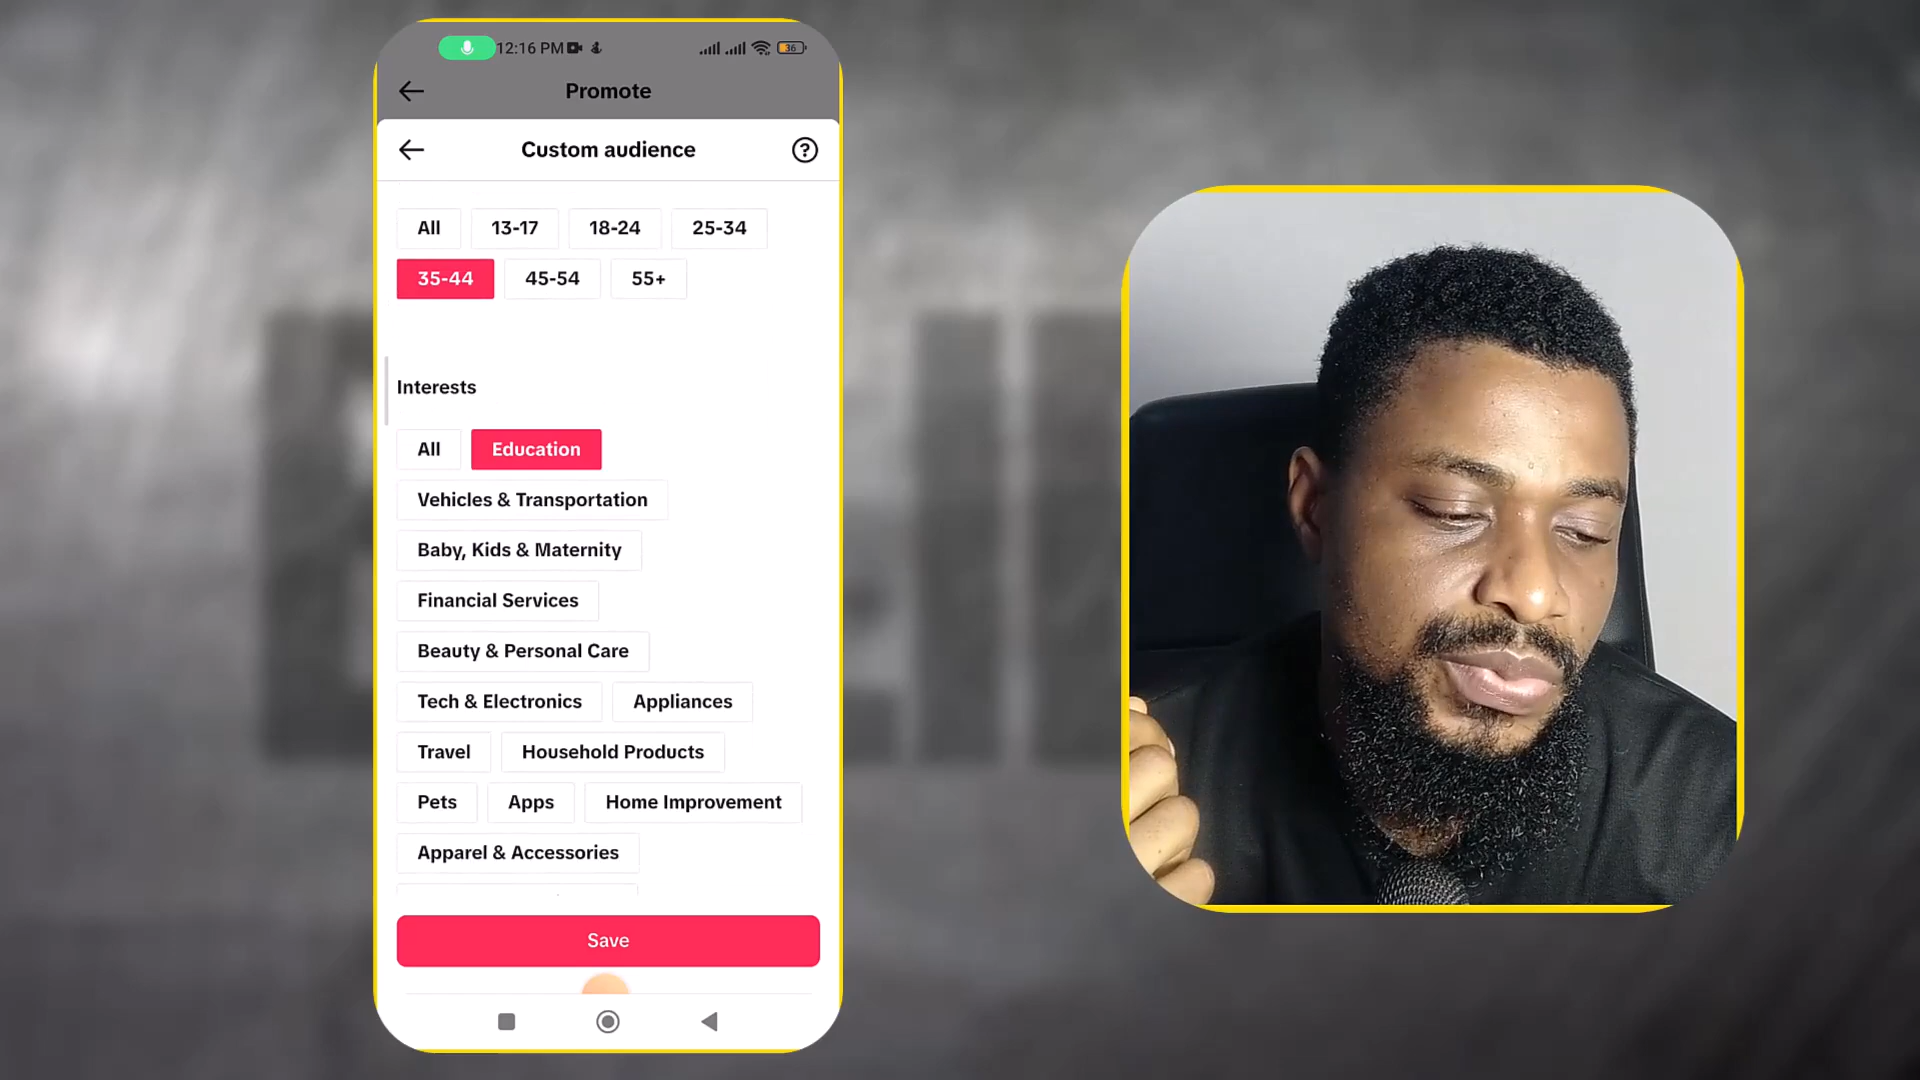 12:16 PM 36
Promote
Custom audience
All 13-17 18-24 25-34
35-44 45-54 55+
Interests
All Education
Vehicles & Transportation
Baby, Kids & Maternity
Financial Services
Beauty & Personal Care
Tech & Electronics Appliances
Travel Household Products
Pets Apps Home Improvement
Apparel & Accessories
Save